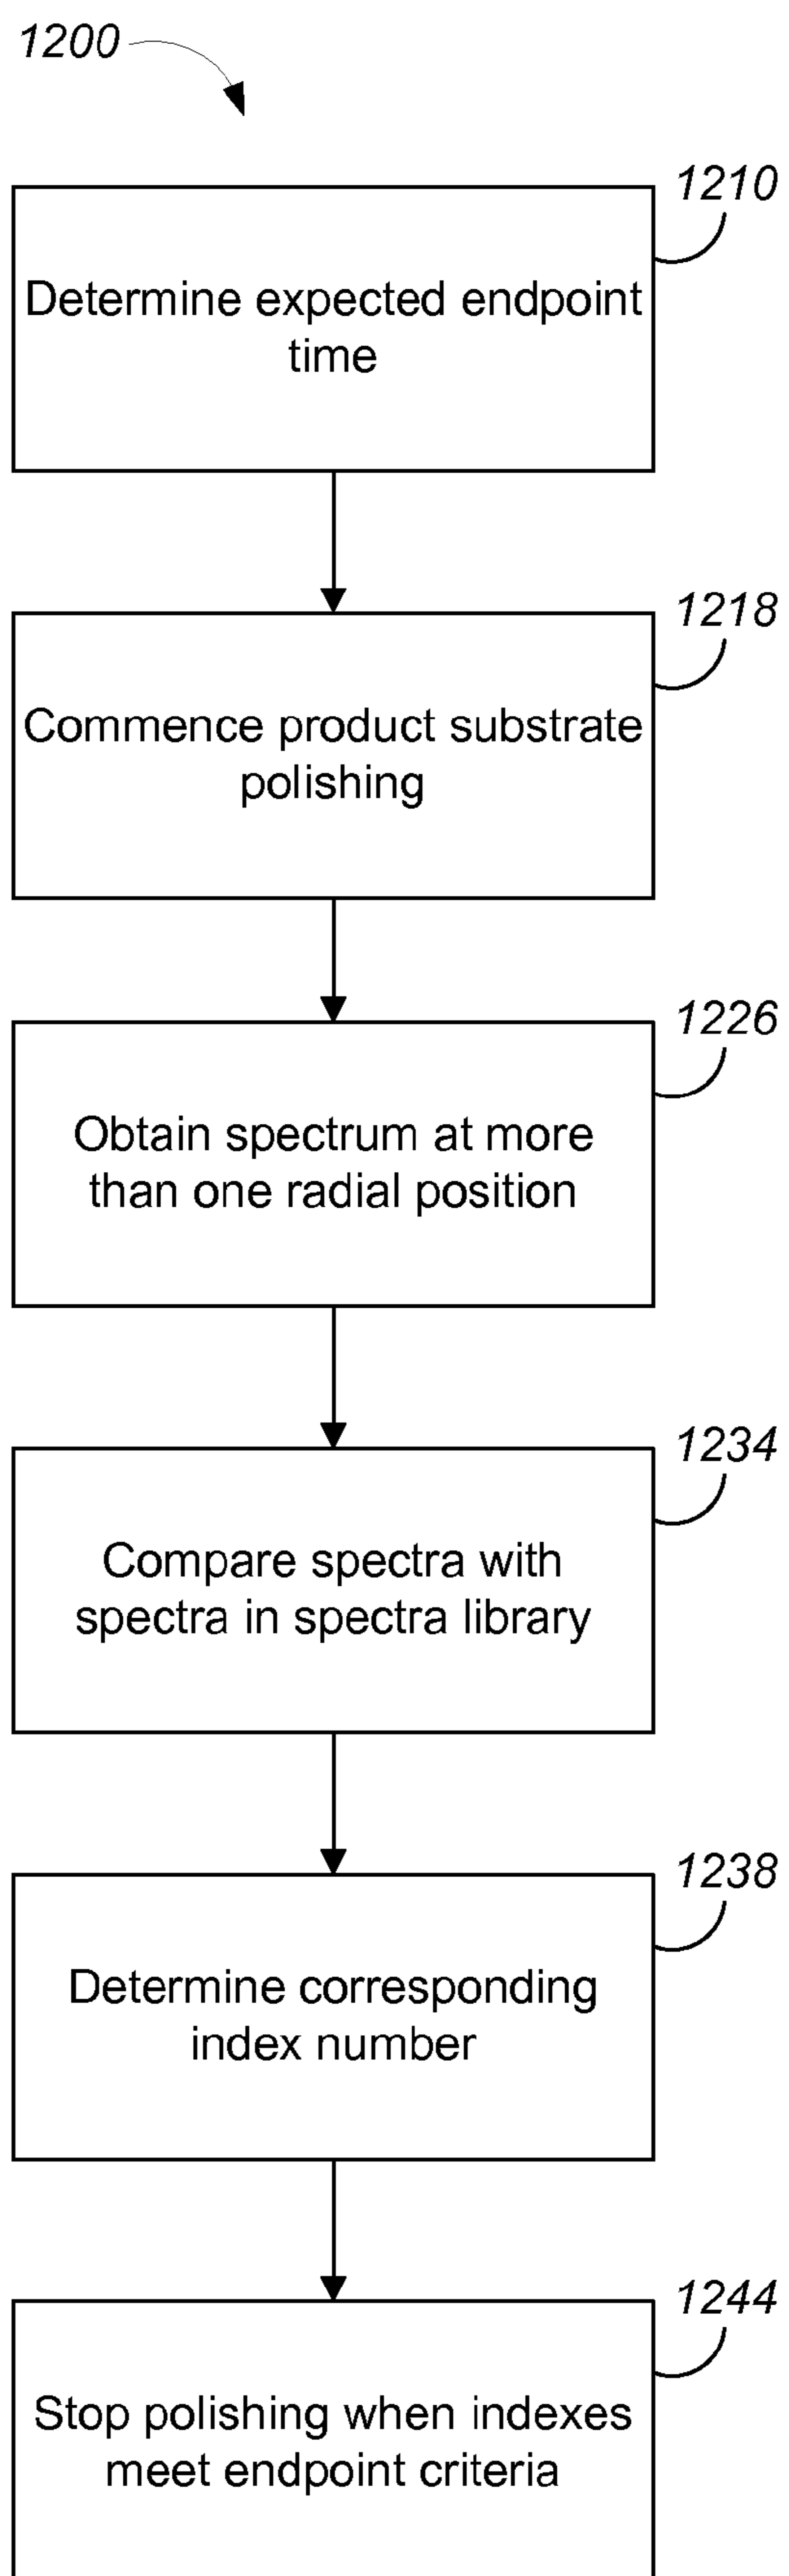 1200
1210
Determine expected endpoint
time
1218
Commence product substrate
polishing
1226
Obtain spectrum at more
than one radial position
1234
Compare spectra with
spectra in spectra library
1238
Determine corresponding
index number
1244
Stop polishing when indexes
meet endpoint criteria